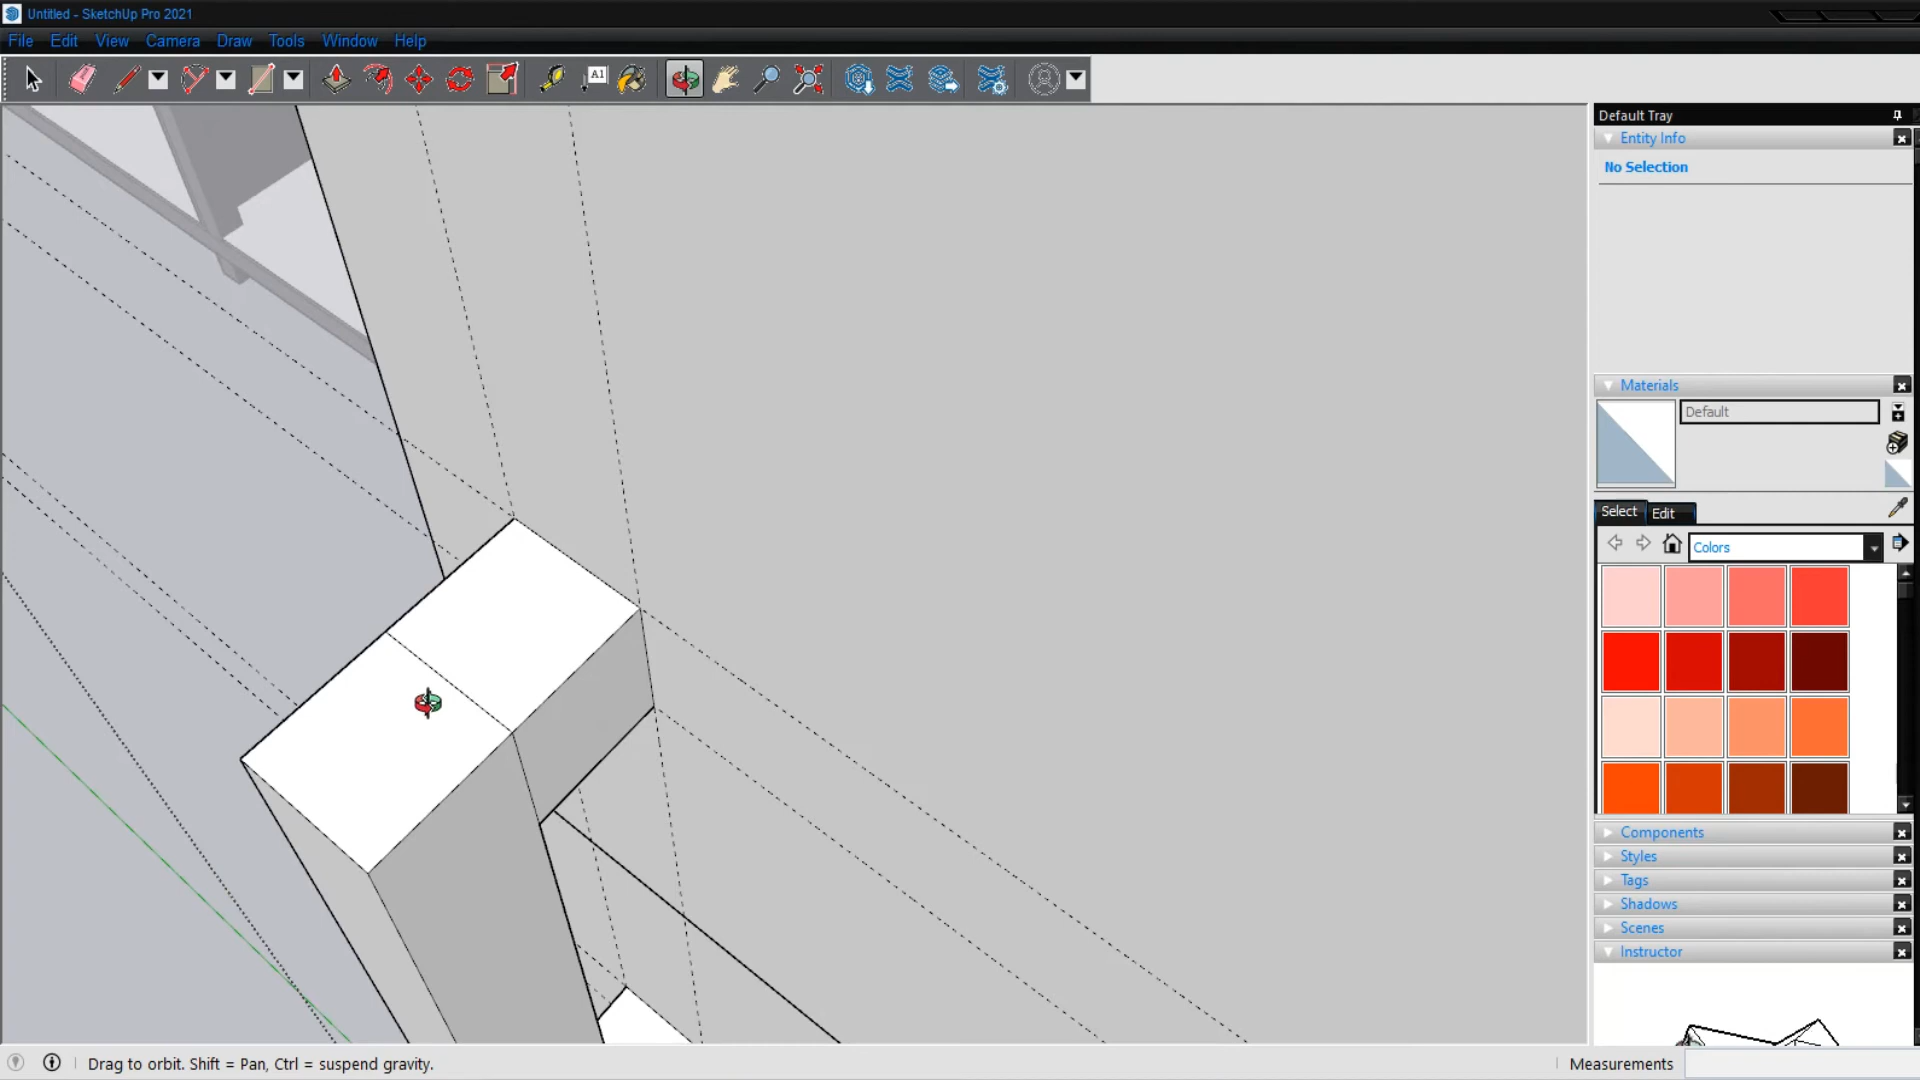 Untitled - SketchUp Pro 2021
File Edit View Camera Draw Tools Window Help
A1
Default Tray
Entity Info
No Selection
Materials
Default
Select Edit
Colors
Components
Styles
Tags
Shadows
Scenes
Instructor
Drag to orbit. Shift = Pan, Ctrl = suspend gravity.
Measurements